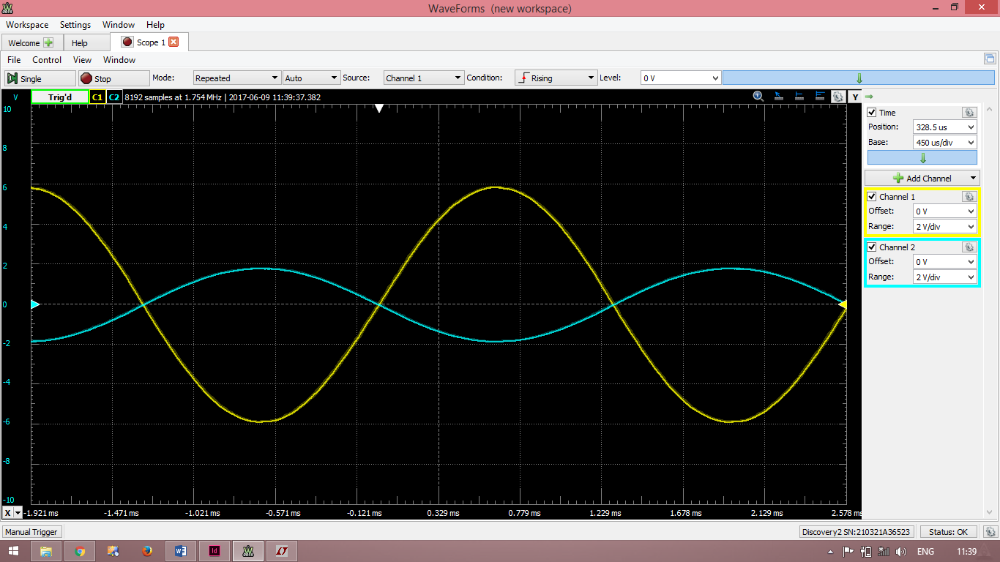 WaveForms (new workspace)
Workspace Settings Window Help
Welcome Help Scope 1
File Control View Window
Single Stop Mode: Repeated Auto Source: Channel 1 Condition: Rising Level: 0 V
V Trig'd C1 C2 8192 samples at 1.754 MHz | 2017-06-09 11:39:37.382 Y
10
8
6
4
2
0
-2
-4
-6
-8
-10
X -1.921 ms -1.471 ms -1.021 ms -0.571 ms -0.121 ms 0.329 ms 0.779 ms 1.229 ms 1.678 ms 2.129 ms 2.578 ms
Time
Position: 328.5 us
Base: 450 us/div
Add Channel
Channel 1
Offset: 0 V
Range: 2 V/div
Channel 2
Offset: 0 V
Range: 2 V/div
Manual Trigger Discovery2 SN:210321A36523 Status: OK
ENG 11:39